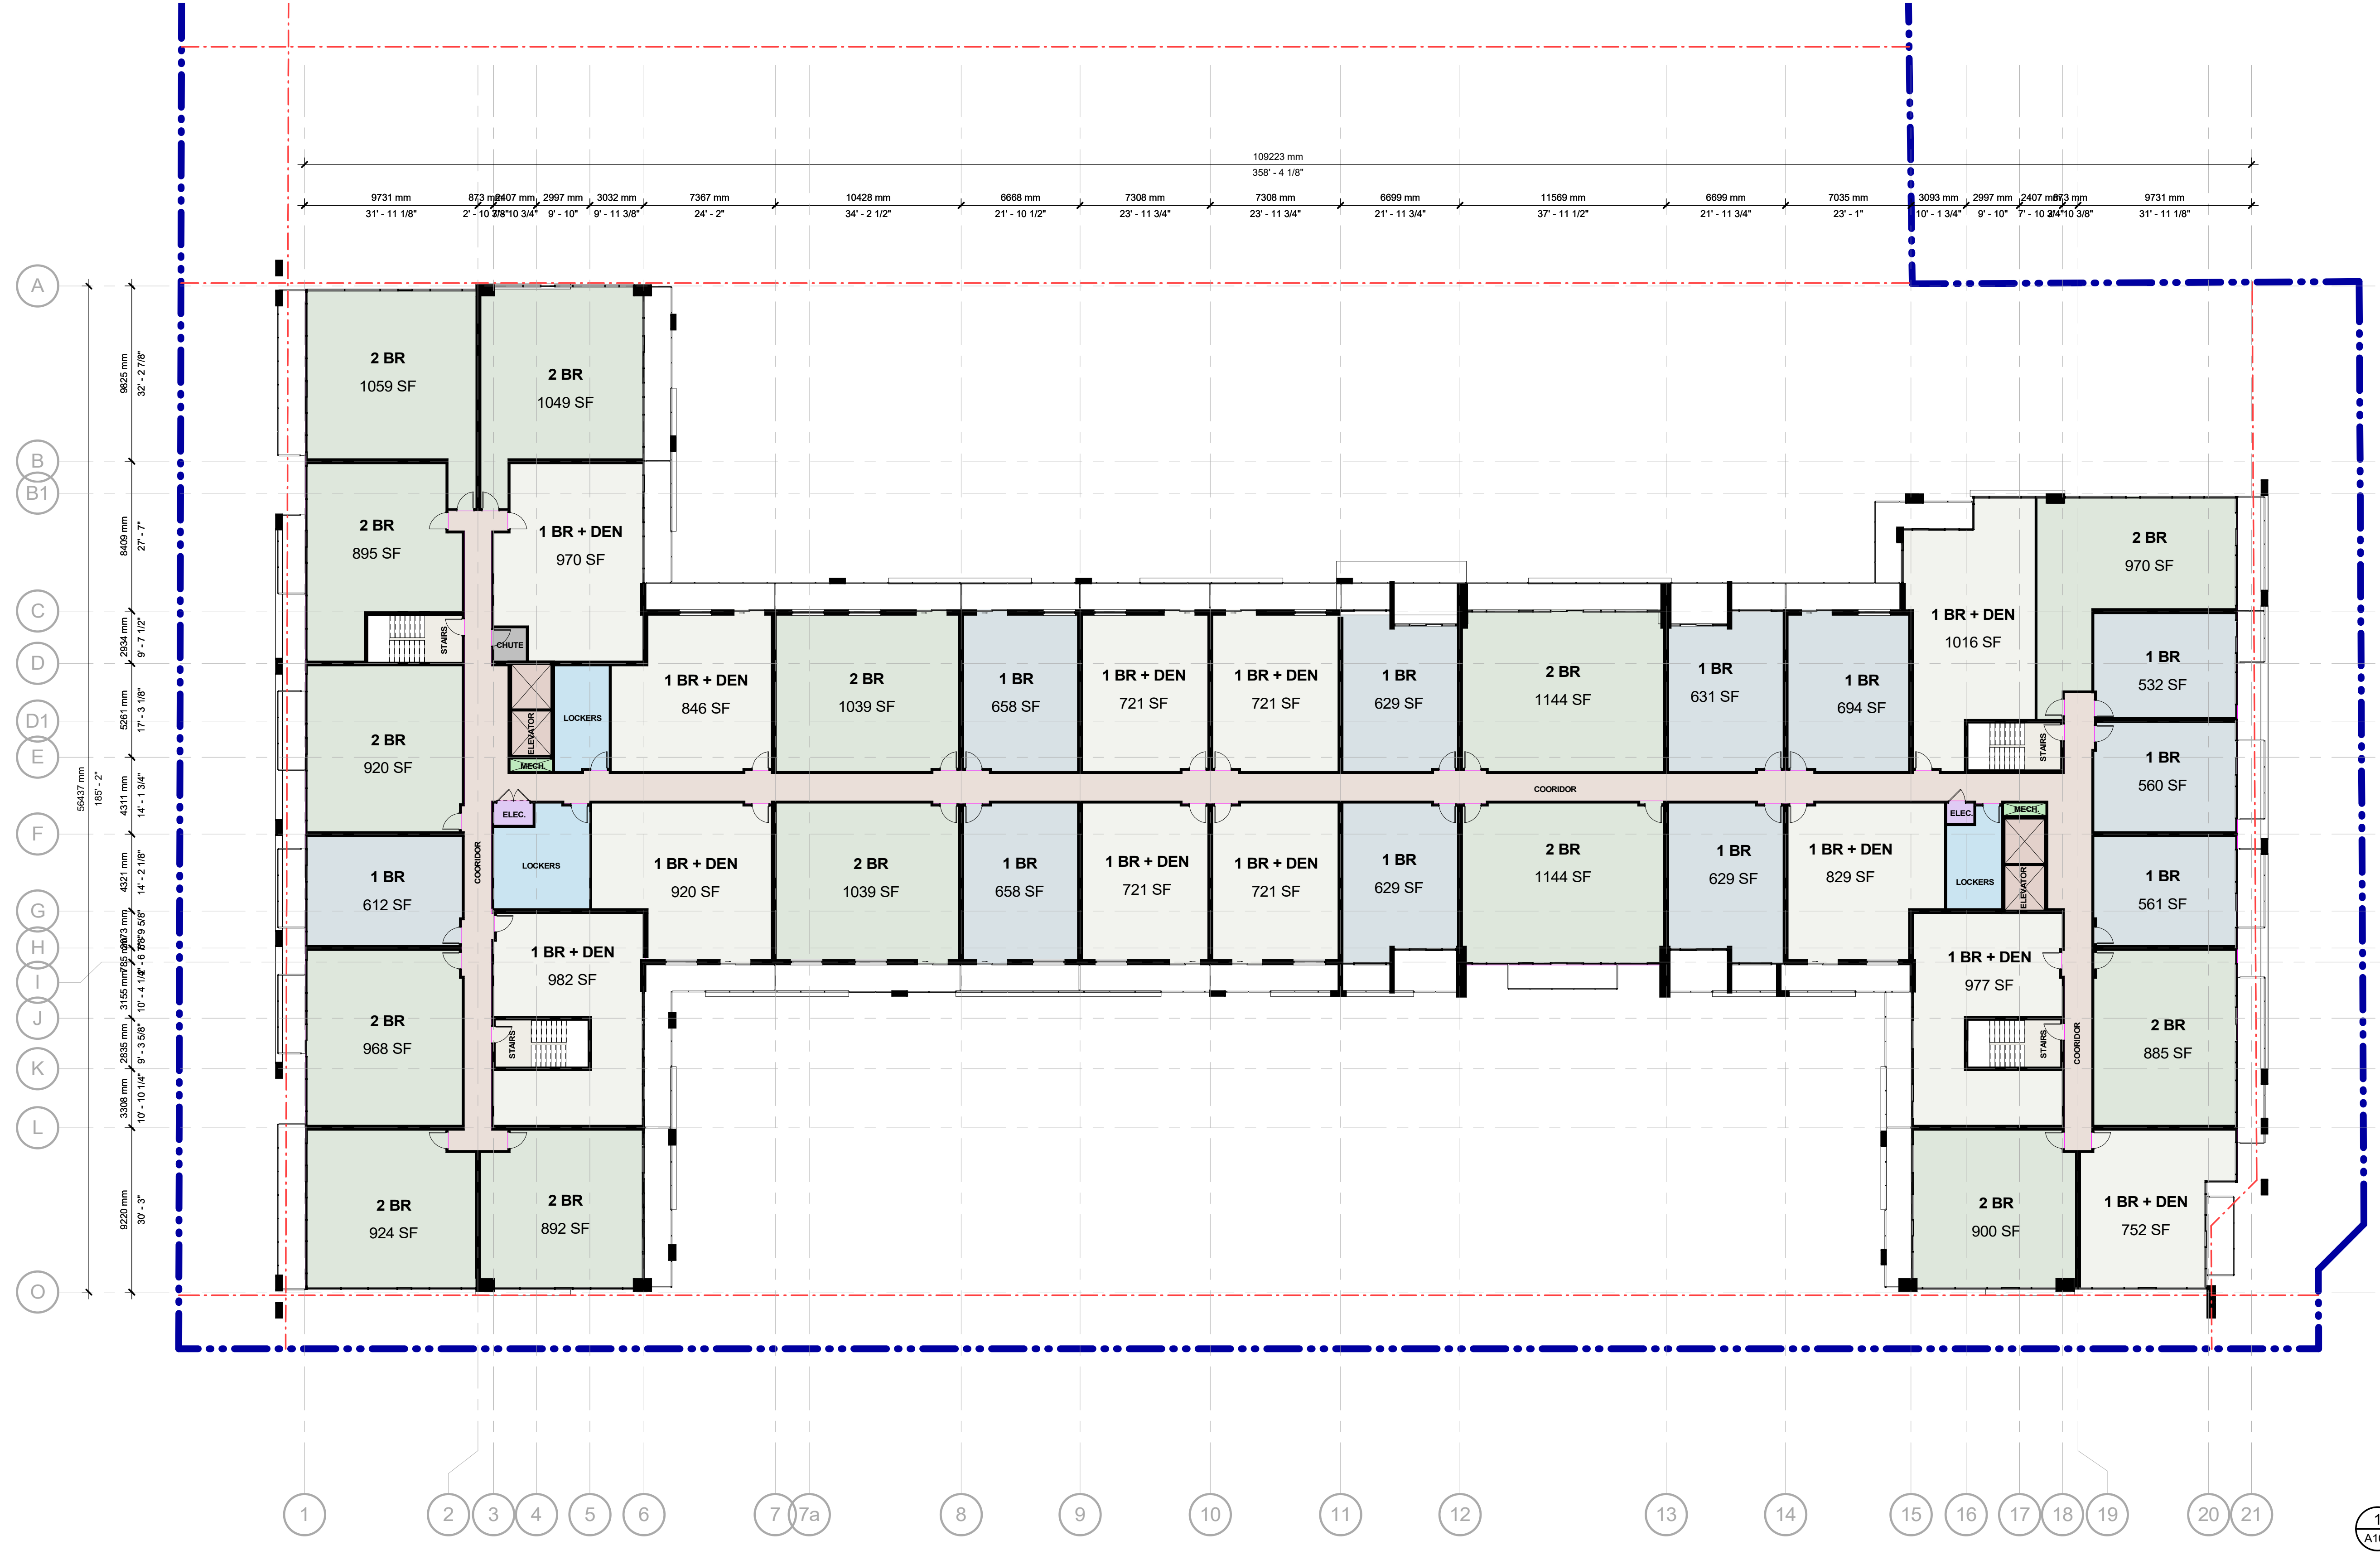 109223 mm
358' - 4 1/8"
9731 mm
31' - 11 1/8"
873 mm
2407 mm
2997 mm
9' - 10"
3032 mm
9' - 11 3/8"
7367 mm
24' - 2"
10428 mm
34' - 2 1/2"
6668 mm
21' - 10 1/2"
7308 mm
23' - 11 3/4"
7308 mm
23' - 11 3/4"
6699 mm
21' - 11 3/4"
11569 mm
37' - 11 1/2"
6699 mm
21' - 11 3/4"
7035 mm
23' - 1"
3093 mm
10' - 1 3/4"
2997 mm
9' - 10"
2407 mm
873 mm
9731 mm
31' - 11 1/8"
A
B
B1
C
D
D1
E
F
G
H
I
J
K
L
O
56437 mm
185' - 2"
9825 mm
32' - 2 7/8"
8409 mm
27' - 7"
2934 mm
9' - 7 1/2"
5261 mm
17' - 3 1/8"
4311 mm
14' - 1 3/4"
4321 mm
14' - 2 1/8"
3155 mm
10' - 4 1/4"
2835 mm
9' - 3 5/8"
3308 mm
10' - 10 1/4"
9220 mm
30' - 3"
2 BR
1059 SF
2 BR
1049 SF
2 BR
895 SF
1 BR + DEN
970 SF
STAIRS
CHUTE
2 BR
920 SF
ELEVATOR
MECH.
LOCKERS
1 BR + DEN
846 SF
2 BR
1039 SF
1 BR
658 SF
1 BR + DEN
721 SF
1 BR + DEN
721 SF
1 BR
629 SF
2 BR
1144 SF
1 BR
631 SF
1 BR
694 SF
1 BR + DEN
1016 SF
2 BR
970 SF
1 BR
532 SF
STAIRS
1 BR
560 SF
COORIDOR
ELEC.
LOCKERS
COORIDOR
1 BR
612 SF
1 BR + DEN
920 SF
2 BR
1039 SF
1 BR
658 SF
1 BR + DEN
721 SF
1 BR + DEN
721 SF
1 BR
629 SF
2 BR
1144 SF
1 BR
629 SF
1 BR + DEN
829 SF
ELEC.
MECH.
LOCKERS
ELEVATOR
1 BR
561 SF
1 BR + DEN
982 SF
STAIRS
2 BR
968 SF
1 BR + DEN
977 SF
STAIRS
COORIDOR
2 BR
885 SF
2 BR
924 SF
2 BR
892 SF
2 BR
900 SF
1 BR + DEN
752 SF
1
2
3
4
5
6
7
7a
8
9
10
11
12
13
14
15
16
17
18
19
20
21
1